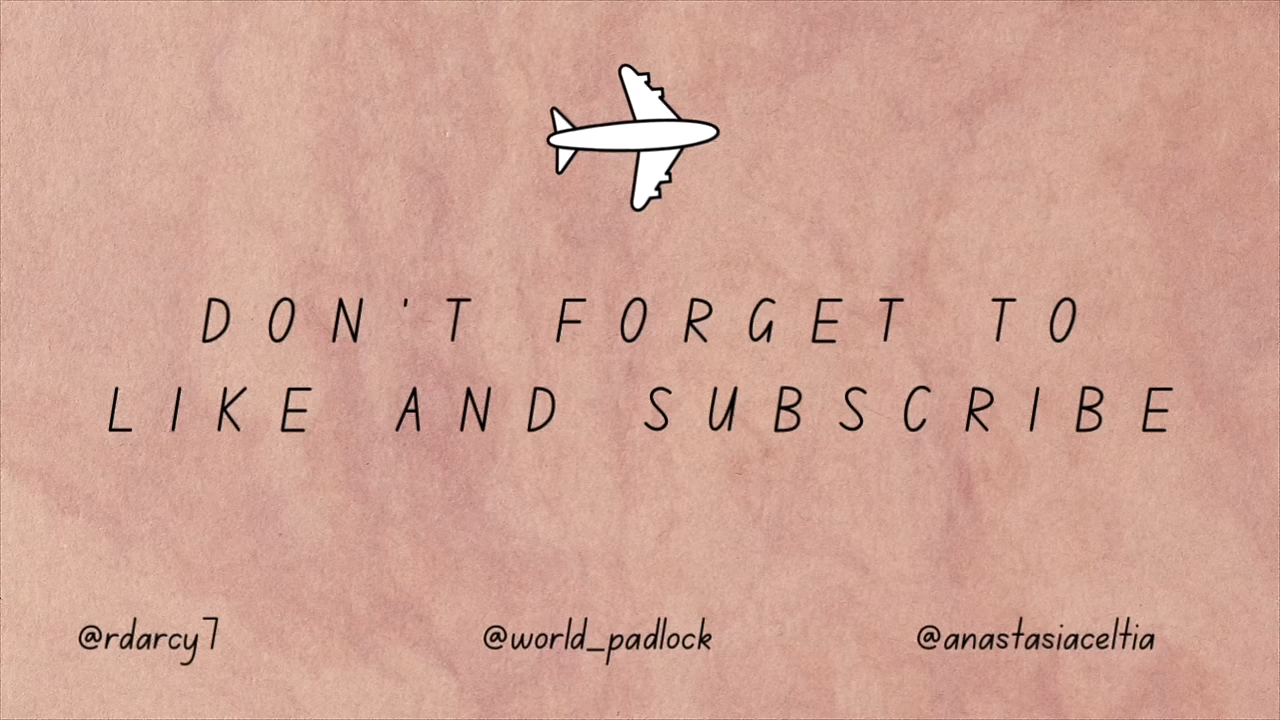 DON'T FORGET TO
LIKE AND SUBSCRIBE
@rdarcy7 @world_padlock @anastasiaceltia